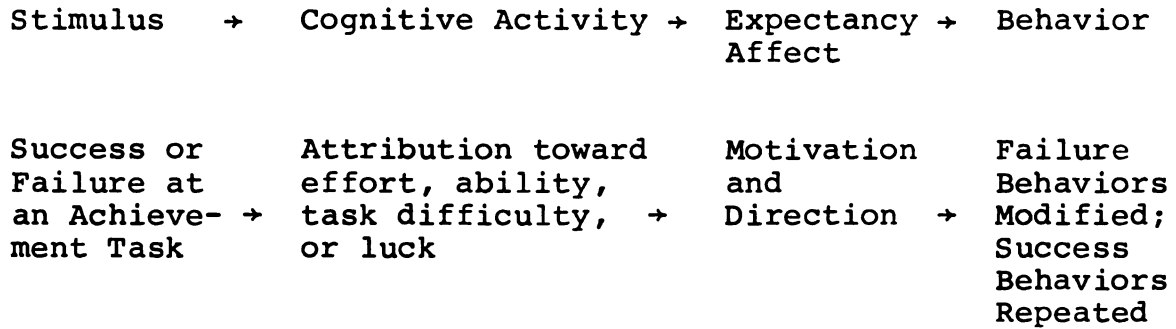 Stimulus → Cognitive Activity → Expectancy → Behavior
Affect
Success or Attribution toward Motivation Failure
Failure at effort, ability, and Behaviors
an Achieve- → task difficulty, → Direction → Modified;
ment Task or luck Success
Behaviors
Repeated